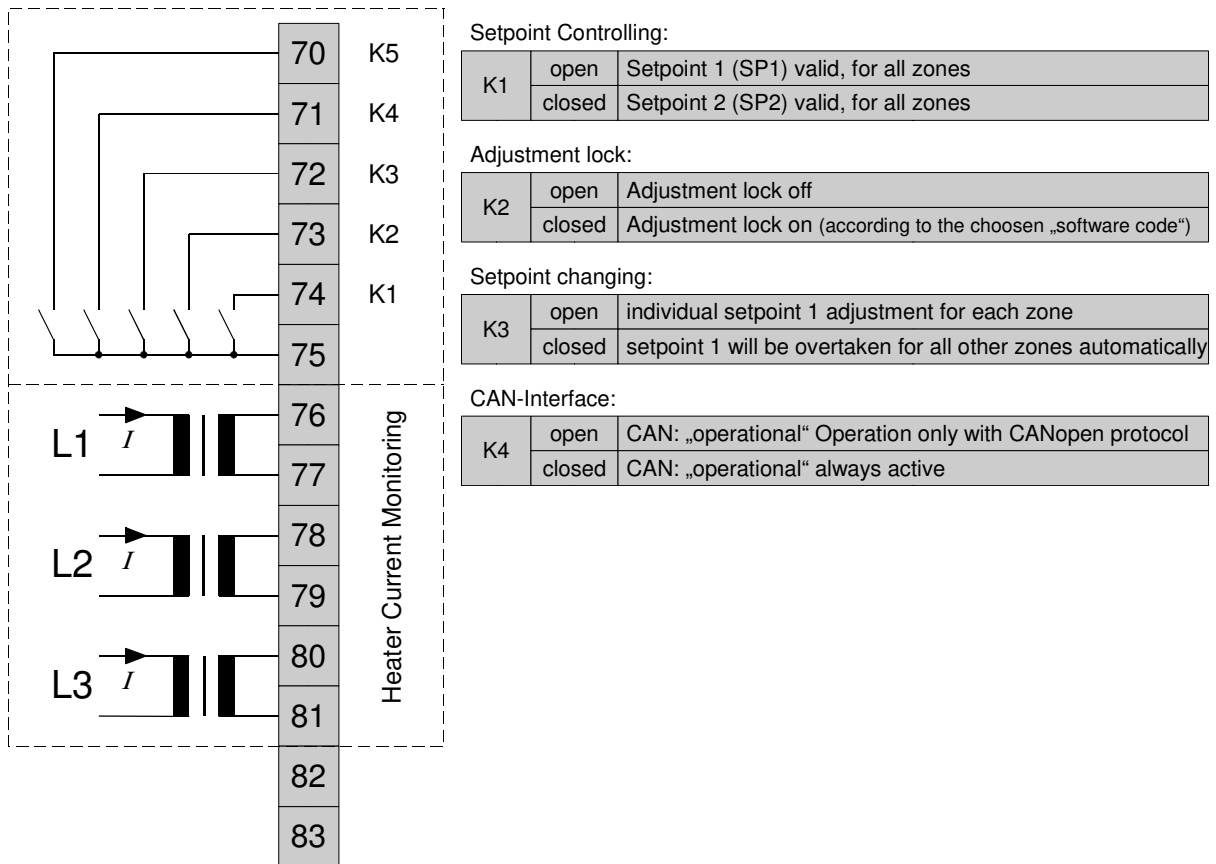 70 K5
71 K4
72 K3
73 K2
74 K1
75
76
77
78
79
80
81
82
83
L1 I
L2 I
L3 I
Heater Current Monitoring
Setpoint Controlling:
K1
open Setpoint 1 (SP1) valid, for all zones
closed Setpoint 2 (SP2) valid, for all zones
Adjustment lock:
K2
open Adjustment lock off
closed Adjustment lock on (according to the choosen „software code“)
Setpoint changing:
K3
open individual setpoint 1 adjustment for each zone
closed setpoint 1 will be overtaken for all other zones automatically
CAN-Interface:
K4
open CAN: „operational“ Operation only with CANopen protocol
closed CAN: „operational“ always active